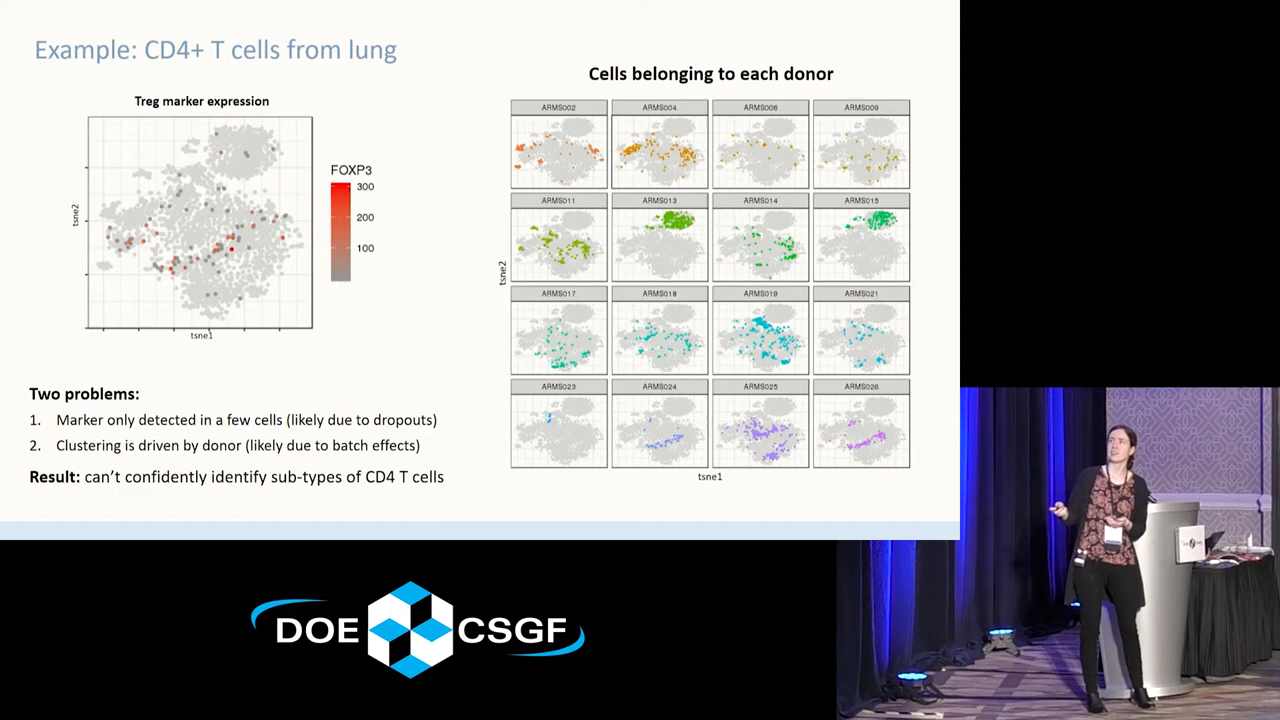 Example: CD4+ T cells from lung
Treg marker expression
tsne2
tsne1
FOXP3
300
200
100
Two problems:
1. Marker only detected in a few cells (likely due to dropouts)
2. Clustering is driven by donor (likely due to batch effects)
Result: can't confidently identify sub-types of CD4 T cells
Cells belonging to each donor
ARMS002 ARMS004 ARMS006 ARMS009
ARMS011 ARMS013 ARMS014 ARMS015
ARMS017 ARMS018 ARMS019 ARMS021
ARMS023 ARMS024 ARMS025 ARMS026
tsne2
tsne1
DOE CSGF